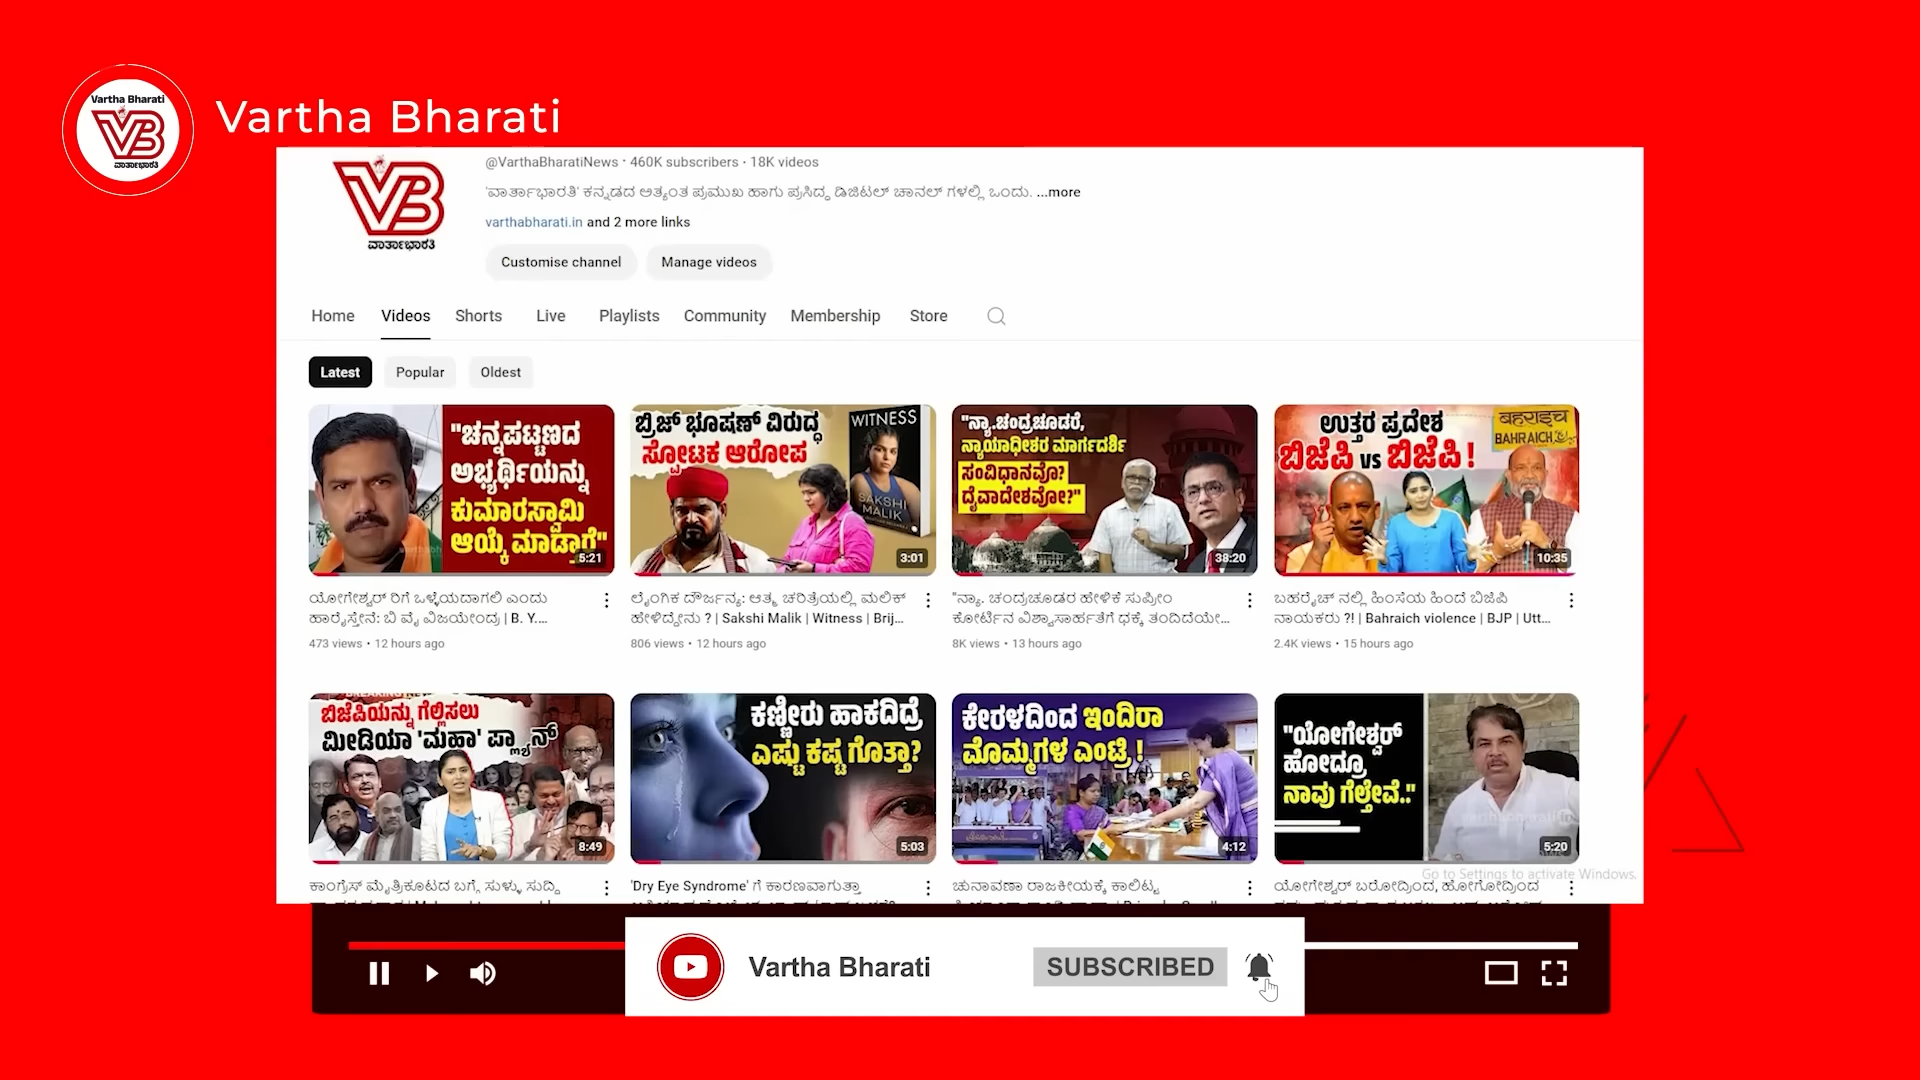 Vartha Bharati
VB
ವಾರ್ತಾಭಾರತಿ
Vartha Bharati
VB
ವಾರ್ತಾಭಾರತಿ
@VarthaBharatiNews · 460K subscribers · 18K videos
'ವಾರ್ತಾಭಾರತಿ' ಕನ್ನಡದ ಅತ್ಯಂತ ಪ್ರಮುಖ ಹಾಗು ಪ್ರಸಿದ್ಧ ಡಿಜಿಟಲ್ ಚಾನಲ್ ಗಳಲ್ಲಿ ಒಂದು. ...more
varthabharati.in and 2 more links
Customise channel Manage videos
Home Videos Shorts Live Playlists Community Membership Store
Latest Popular Oldest
"ಚನ್ನಪಟ್ಟಣದ
ಅಭ್ಯರ್ಥಿಯನ್ನು
ಕುಮಾರಸ್ವಾಮಿ
ಆಯ್ಕೆ ಮಾಡ್ತಾರೆ"
5:21
ಬ್ರಿಜ್ ಭೂಷಣ್ ವಿರುದ್ಧ
ಸ್ಫೋಟಕ ಆರೋಪ
WITNESS
SAKSHI
MALIK
3:01
"ನ್ಯಾ.ಚಂದ್ರಚೂಡರೆ,
ನ್ಯಾಯಾಧೀಶರ ಮಾರ್ಗದರ್ಶಿ
ಸಂವಿಧಾನವೊ?
ದೈವಾದೇಶವೋ?"
38:20
ಉತ್ತರ ಪ್ರದೇಶ
ಬಿಜೆಪಿ vs ಬಿಜೆಪಿ !
बहराइच
BAHRAICH
10:35
ಯೋಗೇಶ್ವರ್ ರಿಗೆ ಒಳ್ಳೆಯದಾಗಲಿ ಎಂದು
ಹಾರೈಸ್ತೇನೆ: ಬಿ ವೈ ವಿಜಯೇಂದ್ರ | B. Y....
473 views · 12 hours ago
ಲೈಂಗಿಕ ದೌರ್ಜನ್ಯ: ಆತ್ಮ ಚರಿತ್ರೆಯಲ್ಲಿ ಮಲಿಕ್
ಹೇಳಿದ್ದೇನು ? | Sakshi Malik | Witness | Brij...
806 views · 12 hours ago
"ನ್ಯಾ. ಚಂದ್ರಚೂಡರ ಹೇಳಿಕೆ ಸುಪ್ರೀಂ
ಕೋರ್ಟಿನ ವಿಶ್ವಾಸಾರ್ಹತೆಗೆ ಧಕ್ಕೆ ತಂದಿದೆಯೇ...
8K views · 13 hours ago
ಬಹರೈಚ್ ನಲ್ಲಿ ಹಿಂಸೆಯ ಹಿಂದೆ ಬಿಜೆಪಿ
ನಾಯಕರು ?! | Bahraich violence | BJP | Utt...
2.4K views · 15 hours ago
ಬಿಜೆಪಿಯನ್ನು ಗೆಲ್ಲಿಸಲು
ಮೀಡಿಯಾ 'ಮಹಾ' ಪ್ಲ್ಯಾನ್
8:49
ಕಣ್ಣೀರು ಹಾಕದಿದ್ರೆ
ಎಷ್ಟು ಕಷ್ಟ ಗೊತ್ತಾ?
5:03
ಕೇರಳದಿಂದ ಇಂದಿರಾ
ಮೊಮ್ಮಗಳ ಎಂಟ್ರಿ !
4:12
"ಯೋಗೇಶ್ವರ್
ಹೋದ್ರೂ
ನಾವು ಗೆಲ್ತೇವೆ.."
5:20
Go to Settings to activate Windows.
ಕಾಂಗ್ರೆಸ್ ಮೈತ್ರಿಕೂಟದ ಬಗ್ಗೆ ಸುಳ್ಳು ಸುದ್ದಿ
'Dry Eye Syndrome' ಗೆ ಕಾರಣವಾಗುತ್ತಾ
ಚುನಾವಣಾ ರಾಜಕೀಯಕ್ಕೆ ಕಾಲಿಟ್ಟ
ಯೋಗೇಶ್ವರ್ ಬರೋದ್ರಿಂದ, ಹೋಗೋದ್ರಿಂದ
Vartha Bharati SUBSCRIBED